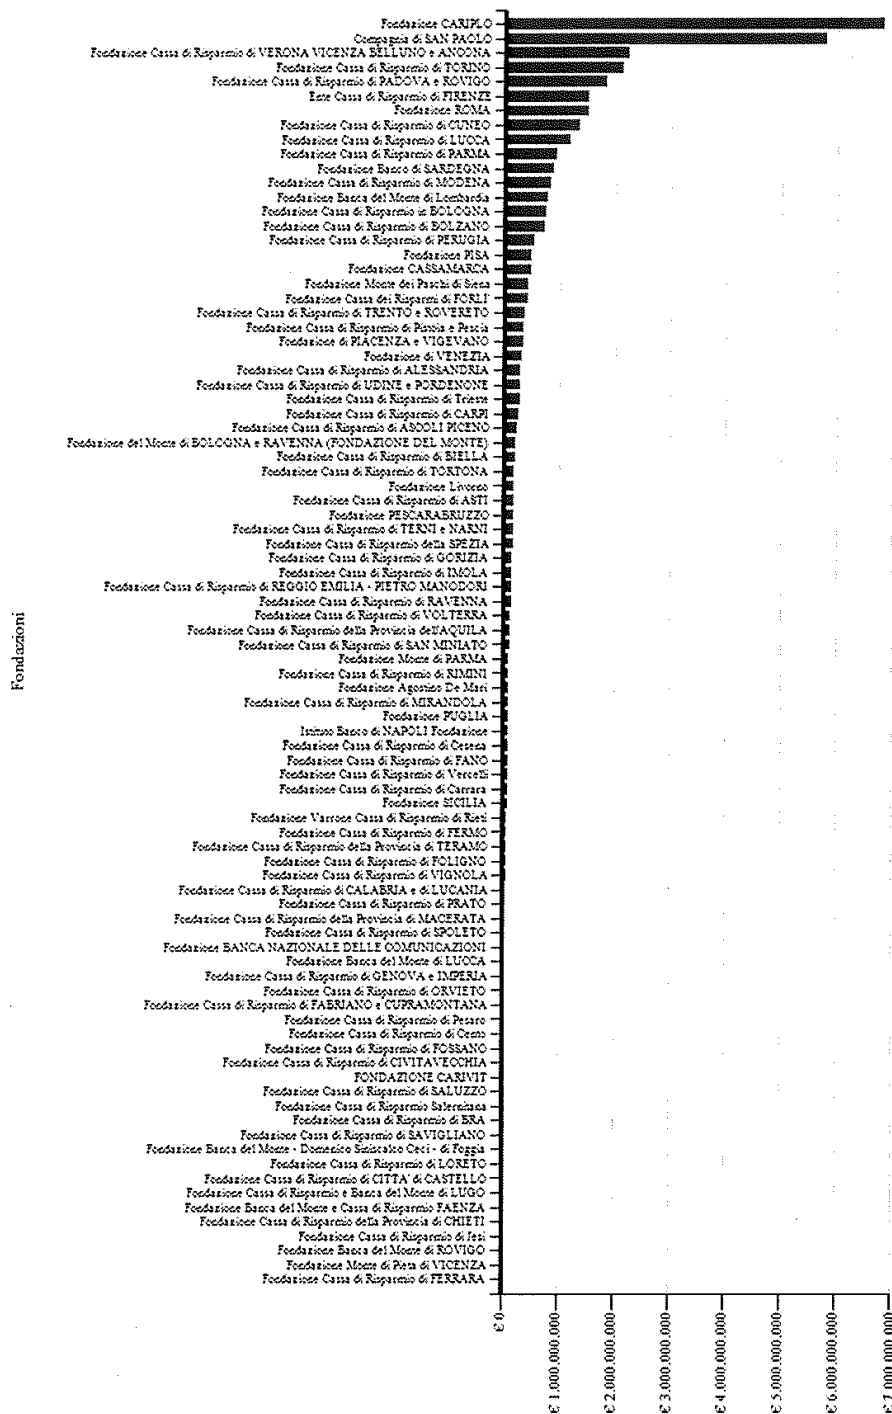 Fondazione CARIPLO
Compagnia di SAN PAOLO
Fondazione Cassa di Risparmio di VERONA VICENZA BELLUNO e ANCONA
Fondazione Cassa di Risparmio di TORINO
Fondazione Cassa di Risparmio di PADOVA e ROVIGO
Ente Cassa di Risparmio di FIRENZE
Fondazione ROMA
Fondazione Cassa di Risparmio di CUNEO
Fondazione Cassa di Risparmio di LUCCA
Fondazione Cassa di Risparmio di PARMA
Fondazione Banco di SARDEGNA
Fondazione Cassa di Risparmio di MODENA
Fondazione Banca del Monte di Lombardia
Fondazione Cassa di Risparmio in BOLOGNA
Fondazione Cassa di Risparmio di BOLZANO
Fondazione Cassa di Risparmio di PERUGIA
Fondazione PISA
Fondazione CASSAMARCA
Fondazione Monte dei Paschi di Siena
Fondazione Cassa dei Risparmi di FORLI'
Fondazione Cassa di Risparmio di TRENTO e ROVERETO
Fondazione Cassa di Risparmio di Pistoia e Pescia
Fondazione di PIACENZA e VIGEVANO
Fondazione di VENEZIA
Fondazione Cassa di Risparmio di ALESSANDRIA
Fondazione Cassa di Risparmio di UDINE e PORDENONE
Fondazione Cassa di Risparmio di Trieste
Fondazione Cassa di Risparmio di CARPI
Fondazione Cassa di Risparmio di ASCOLI PICENO
Fondazione del Monte di BOLOGNA e RAVENNA (FONDAZIONE DEL MONTE)
Fondazione Cassa di Risparmio di BIELLA
Fondazione Cassa di Risparmio di TORTONA
Fondazione Livorno
Fondazione Cassa di Risparmio di ASTI
Fondazione PESCARABRUZZO
Fondazione Cassa di Risparmio di TERNI e NARNI
Fondazione Cassa di Risparmio della SPEZIA
Fondazione Cassa di Risparmio di GORIZIA
Fondazione Cassa di Risparmio di IMOLA
Fondazione Cassa di Risparmio di REGGIO EMILIA - PIETRO MANODORI
Fondazione Cassa di Risparmio di RAVENNA
Fondazione Cassa di Risparmio di VOLTERRA
Fondazione Cassa di Risparmio della Provincia dell'AQUILA
Fondazione Cassa di Risparmio di SAN MINIATO
Fondazione Monte di PARMA
Fondazione Cassa di Risparmio di RIMINI
Fondazione Agostino De Mari
Fondazione Cassa di Risparmio di MIRANDOLA
Fondazione PUGLIA
Istituto Banco di NAPOLI Fondazione
Fondazione Cassa di Risparmio di Cesena
Fondazione Cassa di Risparmio di FANO
Fondazione Cassa di Risparmio di Vercelli
Fondazione Cassa di Risparmio di Carrara
Fondazione SICILIA
Fondazione Varrone Cassa di Risparmio di Rieti
Fondazione Cassa di Risparmio di FERMO
Fondazione Cassa di Risparmio della Provincia di TERAMO
Fondazione Cassa di Risparmio di FOLIGNO
Fondazione Cassa di Risparmio di VIGNOLA
Fondazione Cassa di Risparmio di CALABRIA e di LUCANIA
Fondazione Cassa di Risparmio di PRATO
Fondazione Cassa di Risparmio della Provincia di MACERATA
Fondazione Cassa di Risparmio di SPOLETO
Fondazione BANCA NAZIONALE DELLE COMUNICAZIONI
Fondazione Banca del Monte di LUCCA
Fondazione Cassa di Risparmio di GENOVA e IMPERIA
Fondazione Cassa di Risparmio di ORVIETO
Fondazione Cassa di Risparmio di FABRIANO e CUPRAMONTANA
Fondazione Cassa di Risparmio di Pesaro
Fondazione Cassa di Risparmio di Cento
Fondazione Cassa di Risparmio di FOSSANO
Fondazione Cassa di Risparmio di CIVITAVECCHIA
FONDAZIONE CARIVIT
Fondazione Cassa di Risparmio di SALUZZO
Fondazione Cassa di Risparmio Salernitana
Fondazione Cassa di Risparmio di BRA
Fondazione Cassa di Risparmio di SAVIGLIANO
Fondazione Banca del Monte - Domenico Siniscalco Ceci - di Foggia
Fondazione Cassa di Risparmio di LORETO
Fondazione Cassa di Risparmio di CITTA' di CASTELLO
Fondazione Cassa di Risparmio e Banca del Monte di LUGO
Fondazione Banca del Monte e Cassa di Risparmio FAENZA
Fondazione Cassa di Risparmio della Provincia di CHIETI
Fondazione Cassa di Risparmio di Jesi
Fondazione Banca del Monte di ROVIGO
Fondazione Monte di Pieta di VICENZA
Fondazione Cassa di Risparmio di FERRARA
Fondazioni
€ 0
€ 1.000.000.000
€ 2.000.000.000
€ 3.000.000.000
€ 4.000.000.000
€ 5.000.000.000
€ 6.000.000.000
€ 7.000.000.000